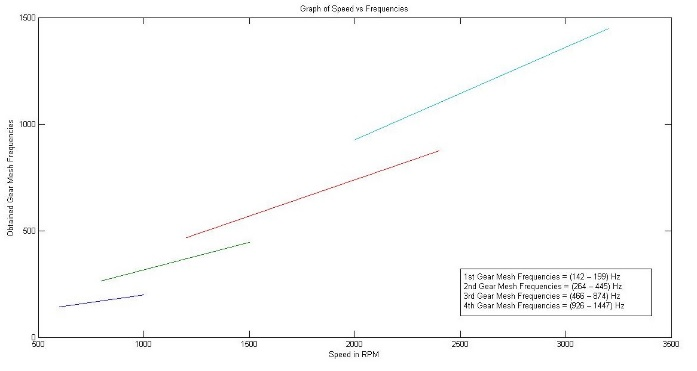 Graph of Speed vs Frequencies
1500
1000
500
0
Obtained Gear Mesh Frequencies
500
1000
1500
2000
2500
3000
3500
Speed in RPM
1st Gear Mesh Frequencies = (142 – 199) Hz
2nd Gear Mesh Frequencies = (264 – 445) Hz
3rd Gear Mesh Frequencies = (466 – 874) Hz
4th Gear Mesh Frequencies = (926 – 1447) Hz